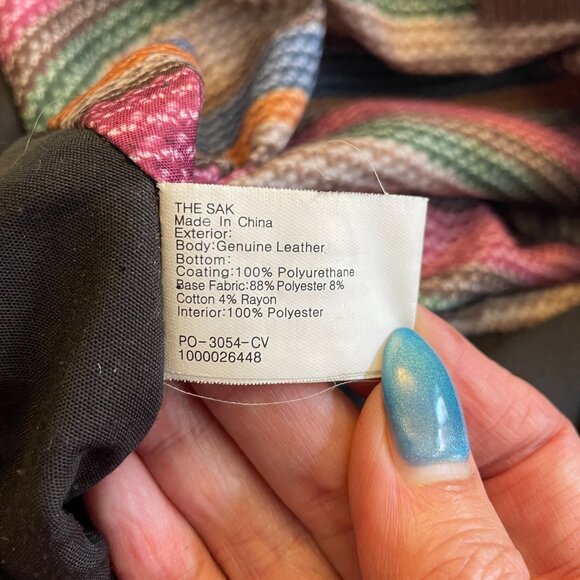 THE SAK
Made In China
Exterior:
Body:Genuine Leather
Bottom:
Coating:100% Polyurethane
Base Fabric:88% Polyester 8%
Cotton 4% Rayon
Interior:100% Polyester
PO-3054-CV
1000026448